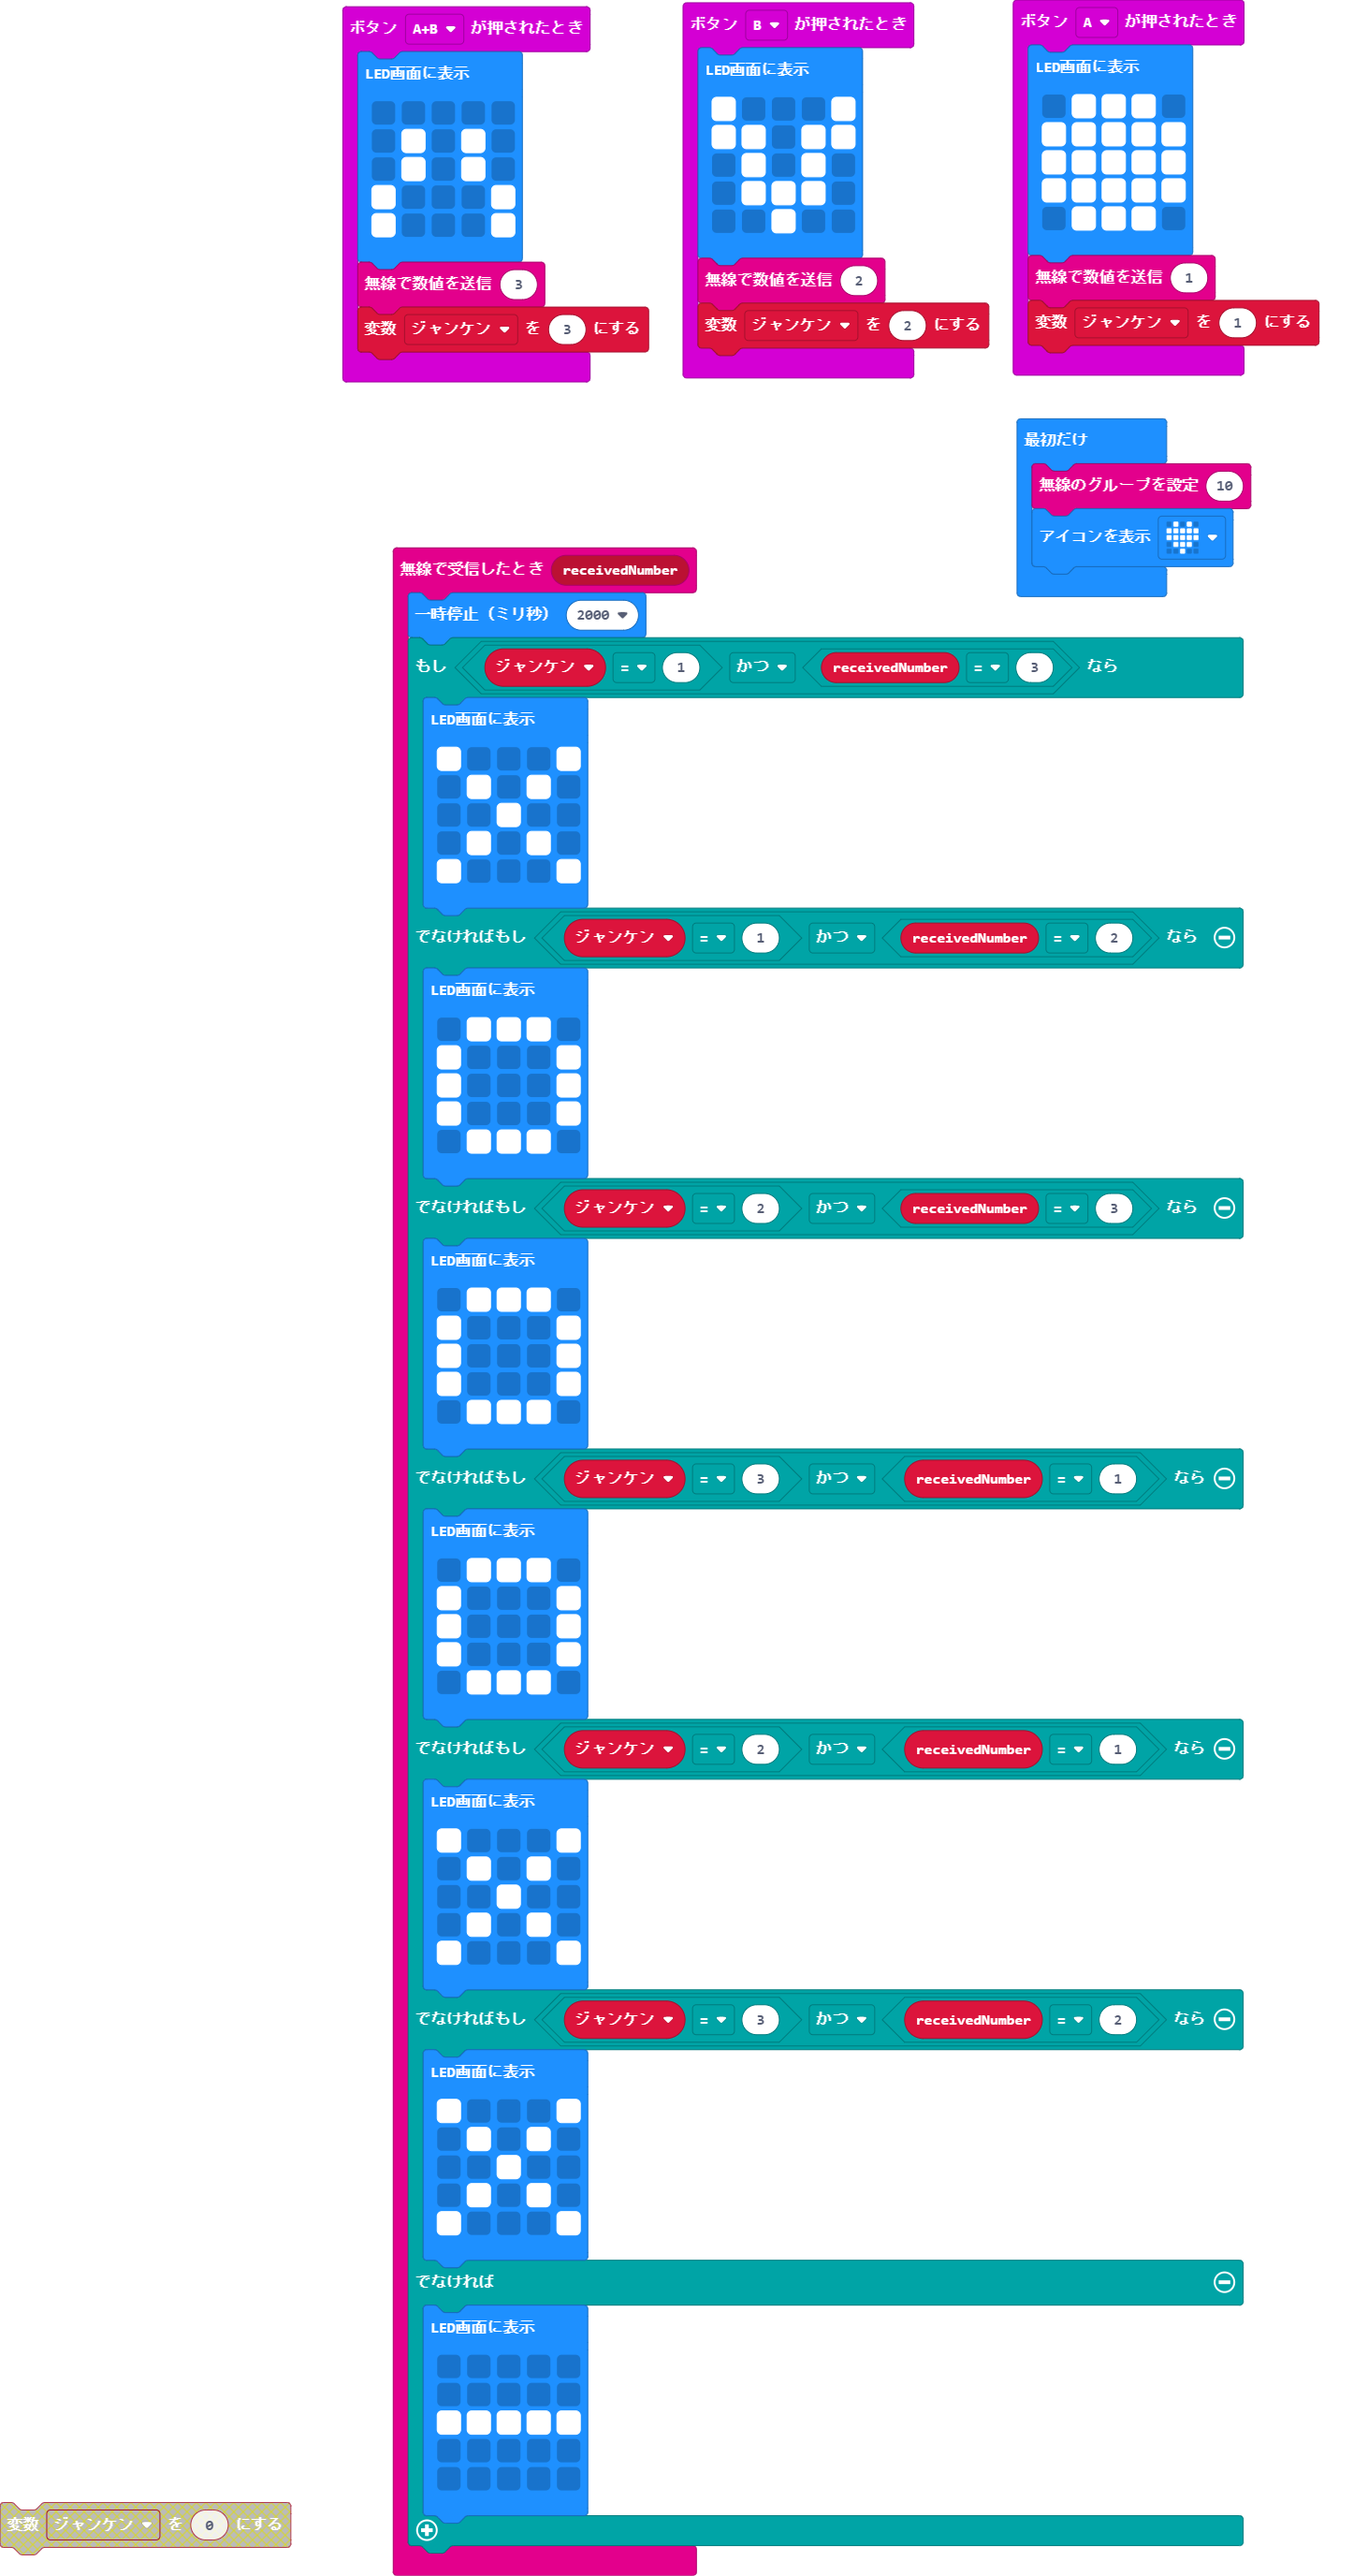 ボタン A+B が押されたとき
LED画面に表示
無線で数値を送信 3
変数 ジャンケン を 3 にする
ボタン B が押されたとき
LED画面に表示
無線で数値を送信 2
変数 ジャンケン を 2 にする
ボタン A が押されたとき
LED画面に表示
無線で数値を送信 1
変数 ジャンケン を 1 にする
最初だけ
無線のグループを設定 10
アイコンを表示
無線で受信したとき receivedNumber
一時停止（ミリ秒） 2000
もし ジャンケン = 1 かつ receivedNumber = 3 なら
LED画面に表示
でなければもし ジャンケン = 1 かつ receivedNumber = 2 なら
LED画面に表示
でなければもし ジャンケン = 2 かつ receivedNumber = 3 なら
LED画面に表示
でなければもし ジャンケン = 3 かつ receivedNumber = 1 なら
LED画面に表示
でなければもし ジャンケン = 2 かつ receivedNumber = 1 なら
LED画面に表示
でなければもし ジャンケン = 3 かつ receivedNumber = 2 なら
LED画面に表示
でなければ
LED画面に表示
変数 ジャンケン を 0 にする